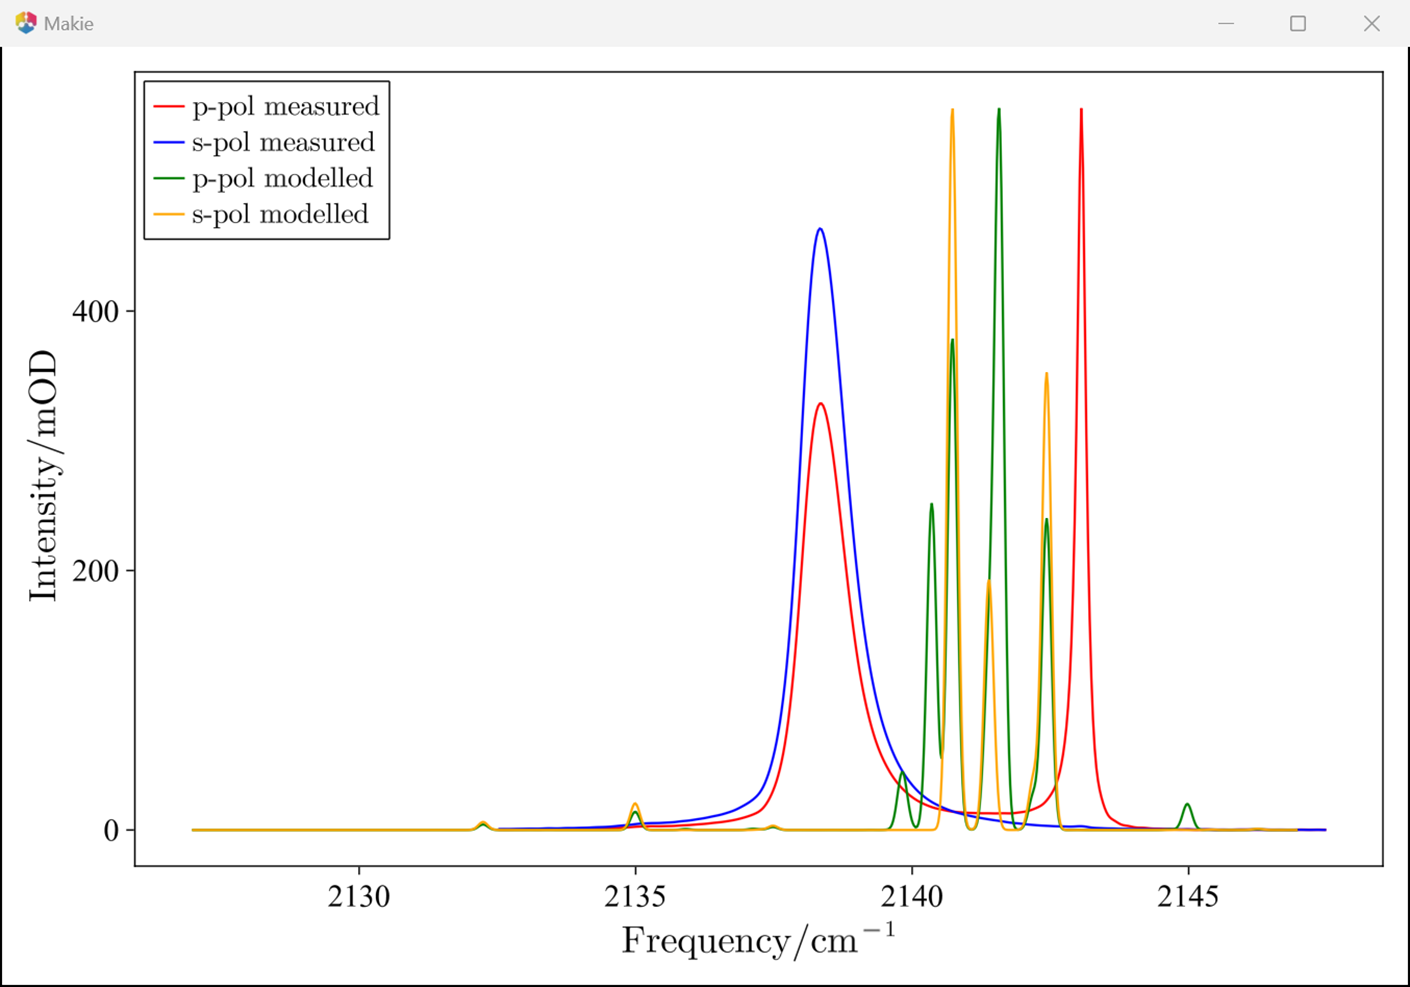 Makie
p-pol measured
s-pol measured
p-pol modelled
s-pol modelled
400
200
0
Intensity/mOD
2130 2135 2140 2145
Frequency/cm⁻¹